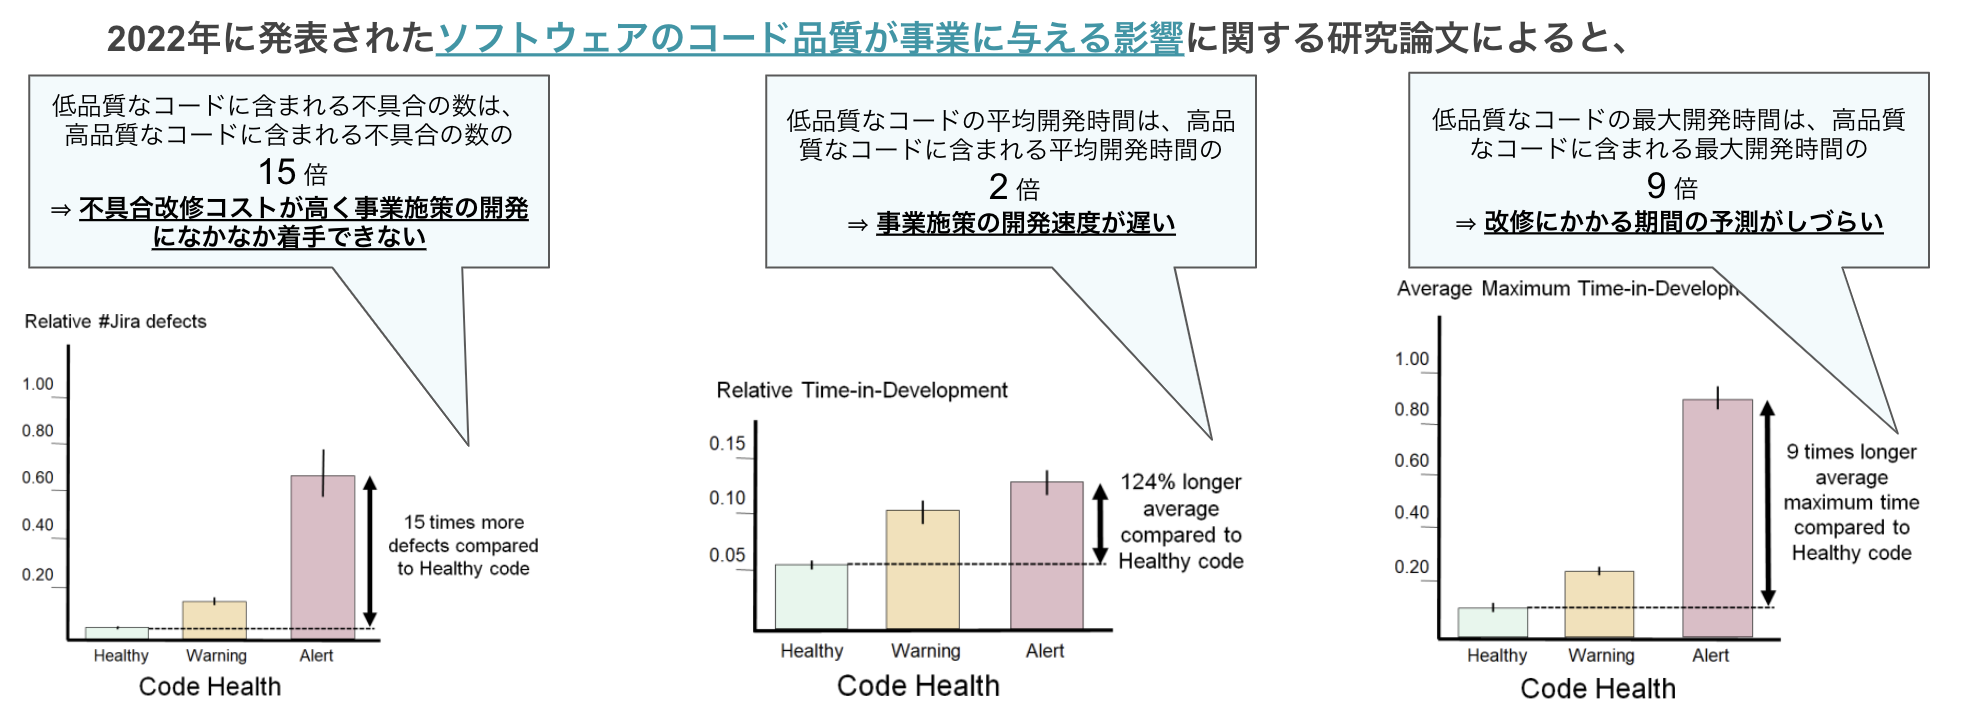 2022年に発表されたソフトウェアのコード品質が事業に与える影響に関する研究論文によると、
低品質なコードに含まれる不具合の数は、
高品質なコードに含まれる不具合の数の
15 倍
⇒ 不具合改修コストが高く事業施策の開発
になかなか着手できない
Relative #Jira defects
1.00
0.80
0.60
0.40
0.20
15 times more
defects compared
to Healthy code
Healthy
Warning
Alert
Code Health
低品質なコードの平均開発時間は、高品
質なコードに含まれる平均開発時間の
2 倍
⇒ 事業施策の開発速度が遅い
Relative Time-in-Development
0.15
0.10
0.05
124% longer
average
compared to
Healthy code
Healthy
Warning
Alert
Code Health
低品質なコードの最大開発時間は、高品質
なコードに含まれる最大開発時間の
9 倍
⇒ 改修にかかる期間の予測がしづらい
Average Maximum Time-in-Developm
1.00
0.80
0.60
0.40
0.20
9 times longer
average
maximum time
compared to
Healthy code
Healthy
Warning
Alert
Code Health